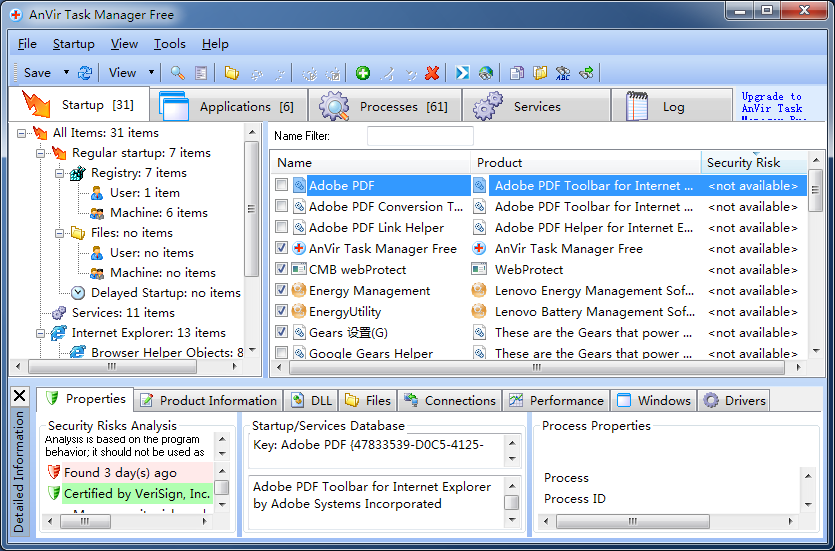 AnVir Task Manager Free
File Startup View Tools Help
Save View
Startup [31] Applications [6] Processes [61] Services Log
Upgrade to
AnVir Task
All Items: 31 items
Regular startup: 7 items
Registry: 7 items
User: 1 item
Machine: 6 items
Files: no items
User: no items
Machine: no items
Delayed Startup: no items
Services: 11 items
Internet Explorer: 13 items
Browser Helper Objects: 8
Name Filter:
Name Product Security Risk
Adobe PDF Adobe PDF Toolbar for Internet ... <not available>
Adobe PDF Conversion T... Adobe PDF Toolbar for Internet ... <not available>
Adobe PDF Link Helper Adobe PDF Helper for Internet E... <not available>
AnVir Task Manager Free AnVir Task Manager Free <not available>
CMB webProtect WebProtect <not available>
Energy Management Lenovo Energy Management Sof... <not available>
EnergyUtility Lenovo Battery Management Sof... <not available>
Gears 设置(G) These are the Gears that power ... <not available>
Google Gears Helper These are the Gears that power ... <not available>
Detailed Information
Properties Product Information DLL Files Connections Performance Windows Drivers
Security Risks Analysis
Analysis is based on the program
behavior; it should not be used as
Found 3 day(s) ago
Certified by VeriSign, Inc.
Startup/Services Database
Key: Adobe PDF {47833539-D0C5-4125-
Adobe PDF Toolbar for Internet Explorer
by Adobe Systems Incorporated
Process Properties
Process
Process ID